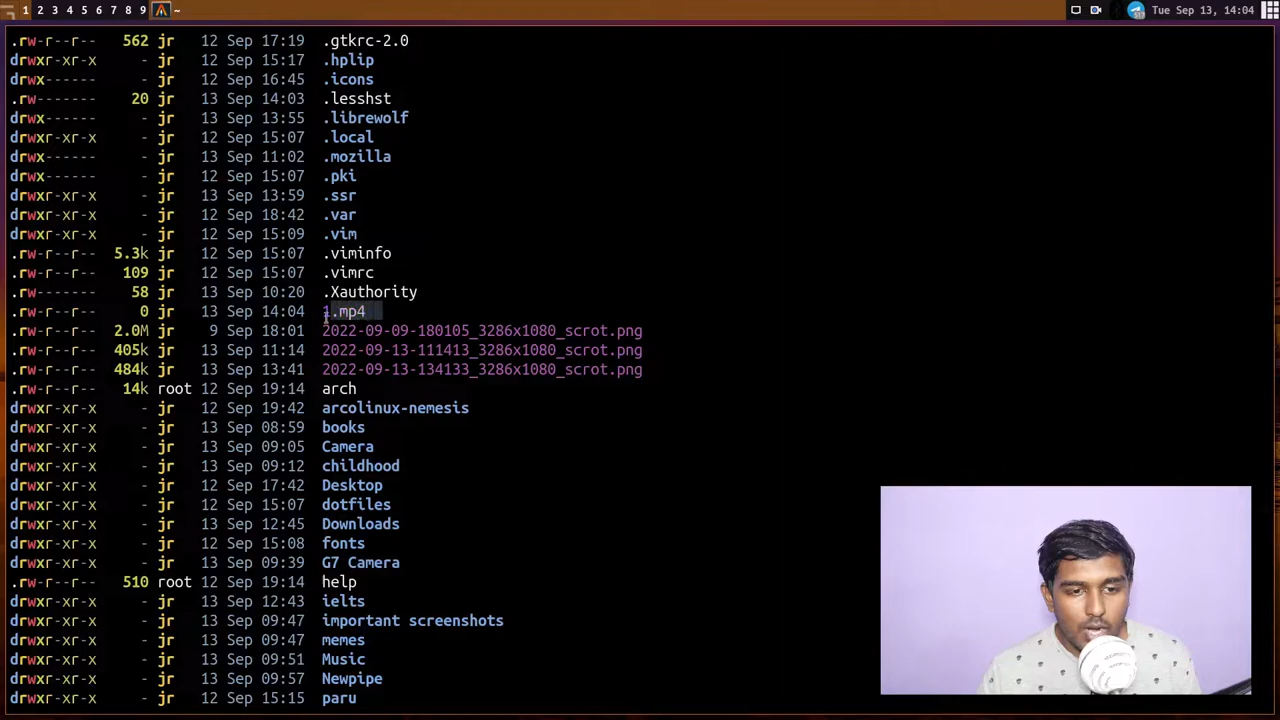 1 2 3 4 5 6 7 8 9 ~ Tue Sep 13, 14:04
.rw-r--r-- 562 jr 12 Sep 17:19 .gtkrc-2.0
drwxr-xr-x - jr 12 Sep 15:17 .hplip
drwx------ - jr 12 Sep 16:45 .icons
.rw------- 20 jr 13 Sep 14:03 .lesshst
drwx------ - jr 13 Sep 13:55 .librewolf
drwxr-xr-x - jr 12 Sep 15:07 .local
drwx------ - jr 13 Sep 11:02 .mozilla
drwx------ - jr 12 Sep 15:07 .pki
drwxr-xr-x - jr 13 Sep 13:59 .ssr
drwxr-xr-x - jr 12 Sep 18:42 .var
drwxr-xr-x - jr 12 Sep 15:09 .vim
.rw-r--r-- 5.3k jr 12 Sep 15:07 .viminfo
.rw-r--r-- 109 jr 12 Sep 15:07 .vimrc
.rw------- 58 jr 13 Sep 10:20 .Xauthority
.rw-r--r-- 0 jr 13 Sep 14:04 1.mp4
.rw-r--r-- 2.0M jr 9 Sep 18:01 2022-09-09-180105_3286x1080_scrot.png
.rw-r--r-- 405k jr 13 Sep 11:14 2022-09-13-111413_3286x1080_scrot.png
.rw-r--r-- 484k jr 13 Sep 13:41 2022-09-13-134133_3286x1080_scrot.png
.rw-r--r-- 14k root 12 Sep 19:14 arch
drwxr-xr-x - jr 12 Sep 19:42 arcolinux-nemesis
drwxr-xr-x - jr 13 Sep 08:59 books
drwxr-xr-x - jr 13 Sep 09:05 Camera
drwxr-xr-x - jr 13 Sep 09:12 childhood
drwxr-xr-x - jr 12 Sep 17:42 Desktop
drwxr-xr-x - jr 12 Sep 15:07 dotfiles
drwxr-xr-x - jr 13 Sep 12:45 Downloads
drwxr-xr-x - jr 12 Sep 15:08 fonts
drwxr-xr-x - jr 13 Sep 09:39 G7 Camera
.rw-r--r-- 510 root 12 Sep 19:14 help
drwxr-xr-x - jr 13 Sep 12:43 ielts
drwxr-xr-x - jr 13 Sep 09:47 important screenshots
drwxr-xr-x - jr 13 Sep 09:47 memes
drwxr-xr-x - jr 13 Sep 09:51 Music
drwxr-xr-x - jr 13 Sep 09:57 Newpipe
drwxr-xr-x - jr 12 Sep 15:15 paru